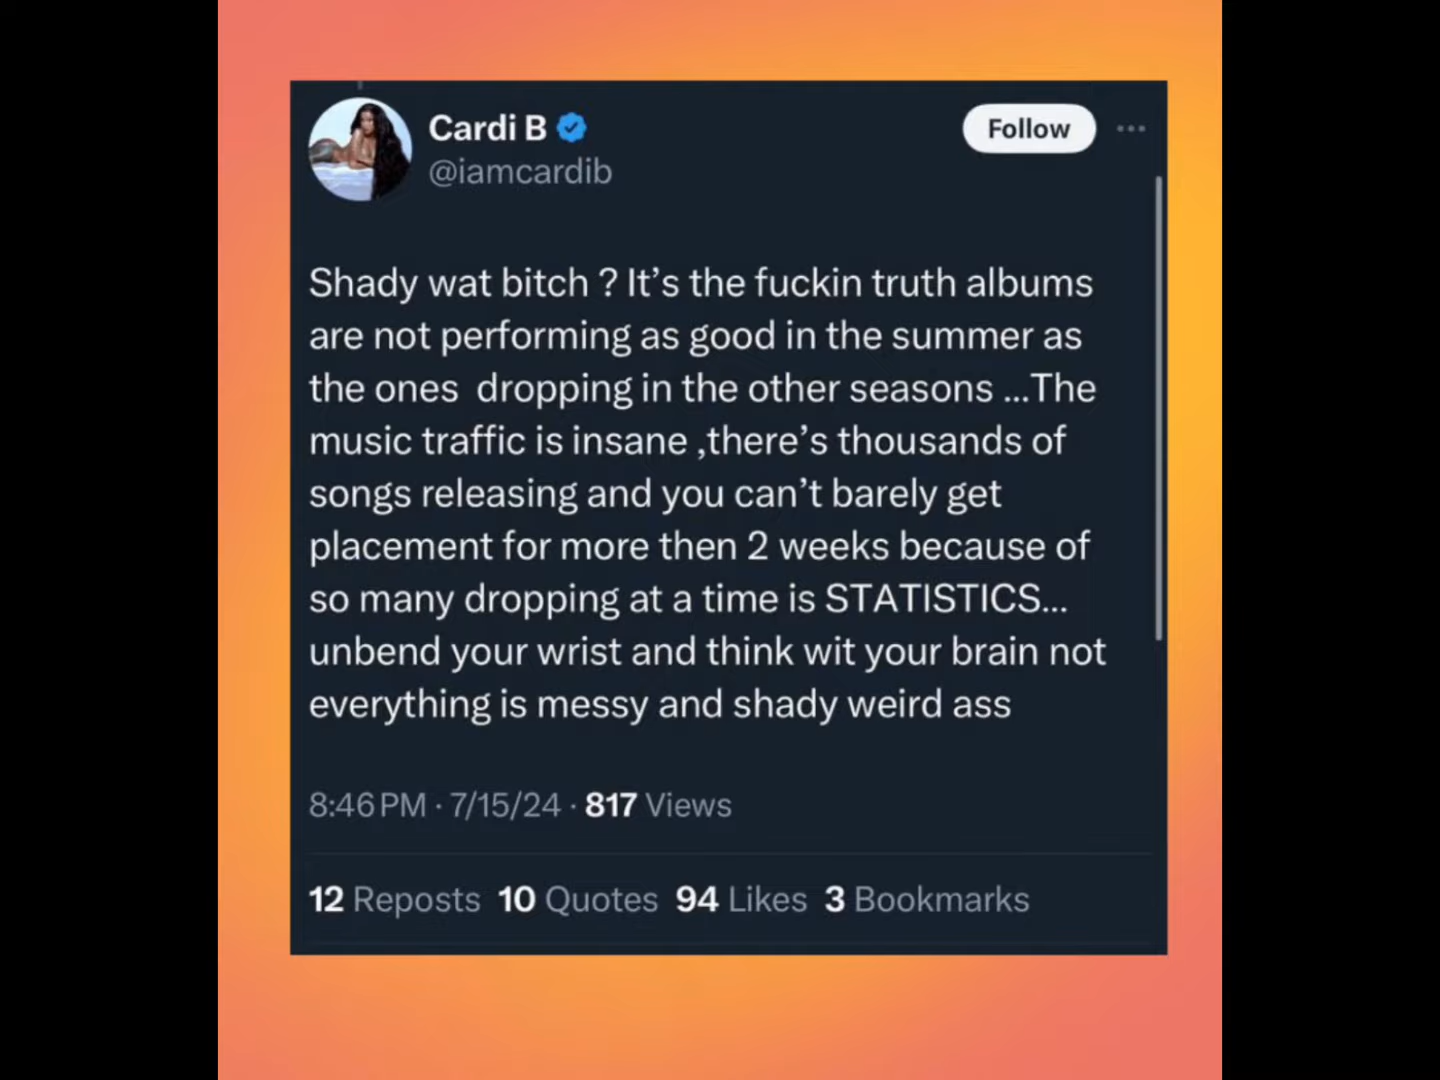 Cardi B
@iamcardib
Follow
Shady wat bitch ? It’s the fuckin truth albums
are not performing as good in the summer as
the ones  dropping in the other seasons ...The
music traffic is insane ,there’s thousands of
songs releasing and you can’t barely get
placement for more then 2 weeks because of
so many dropping at a time is STATISTICS...
unbend your wrist and think wit your brain not
everything is messy and shady weird ass
8:46 PM · 7/15/24 · 817 Views
12 Reposts 10 Quotes 94 Likes 3 Bookmarks